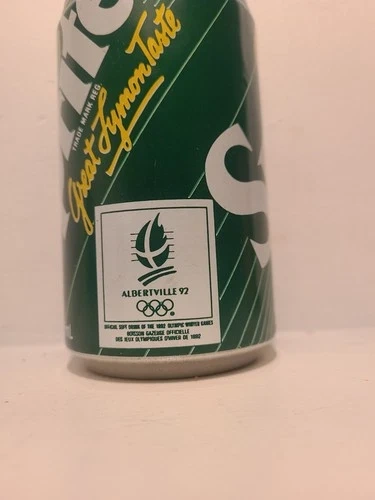 rite
TRADE MARK REG.
Great Lymon Taste
S
ALBERTVILLE 92
OFFICIAL SOFT DRINK OF THE 1992 OLYMPIC WINTER GAMES
BOISSON GAZEUSE OFFICIELLE
DES JEUX OLYMPIQUES D'HIVER DE 1992